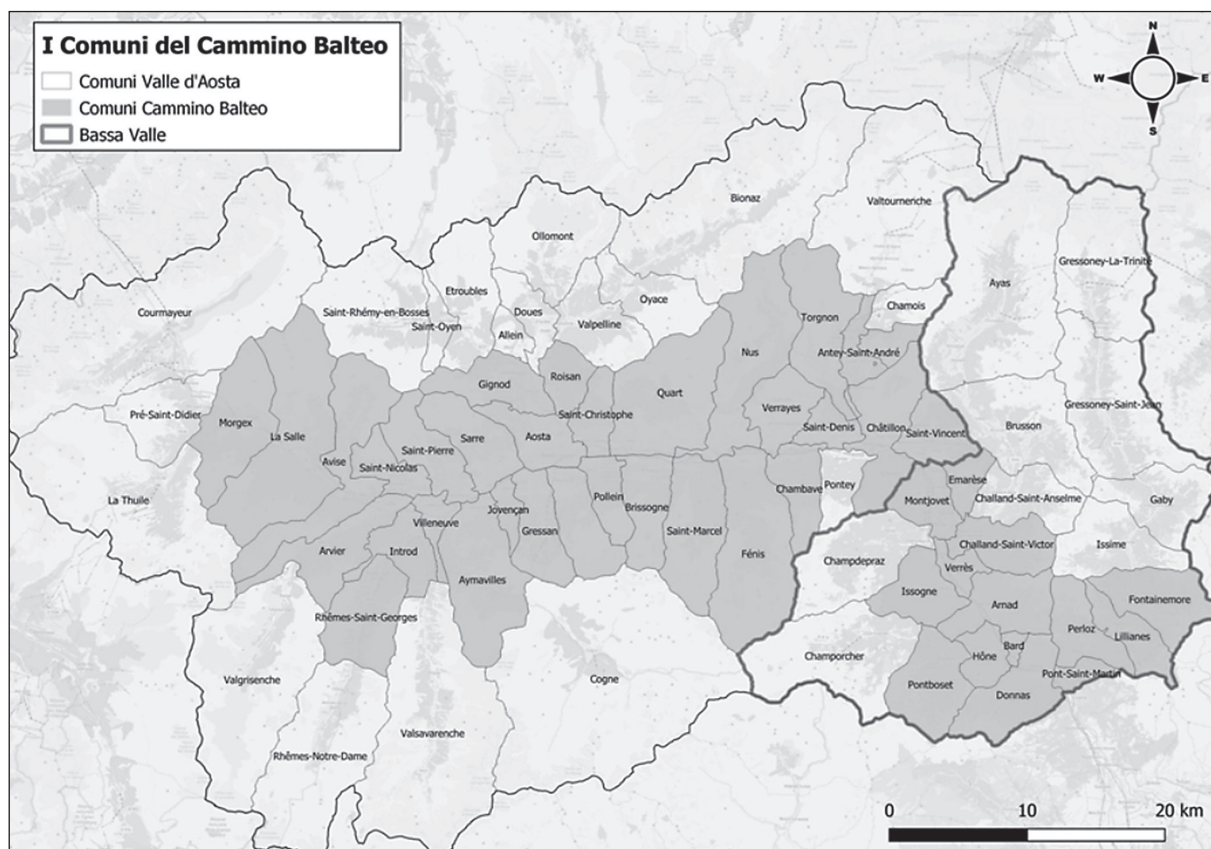 I Comuni del Cammino Balteo
Comuni Valle d'Aosta
Comuni Cammino Balteo
Bassa Valle
N
W
E
S
Bionaz
Valtournenche
Ollomont
Gressoney-La-Trinité
Ayas
Etroubles
Oyace
Chamois
Courmayeur
Saint-Rhémy-en-Bosses
Doues
Saint-Oyen
Valpelline
Torgnon
Allein
Nus
Antey-Saint-André
Roisan
Gignod
Quart
Gressoney-Saint-Jean
Pré-Saint-Didier
Saint-Christophe
Verrayes
Morgex
Brusson
La Salle
Sarre
Aosta
Saint-Denis
Châtillon
Saint-Vincent
Saint-Pierre
Avise
Saint-Nicolas
Emarèse
La Thuile
Pollein
Chambave
Pontey
Montjovet
Challand-Saint-Anselme
Gaby
Jovençan
Brissogne
Villeneuve
Gressan
Saint-Marcel
Challand-Saint-Victor
Issime
Arvier
Introd
Fénis
Champdepraz
Verrès
Aymavilles
Issogne
Fontainemore
Arnad
Rhêmes-Saint-Georges
Perloz
Lillianes
Bard
Hône
Champorcher
Pont-Saint-Martin
Valgrisenche
Cogne
Pontboset
Donnas
Valsavarenche
Rhêmes-Notre-Dame
0
10
20 km